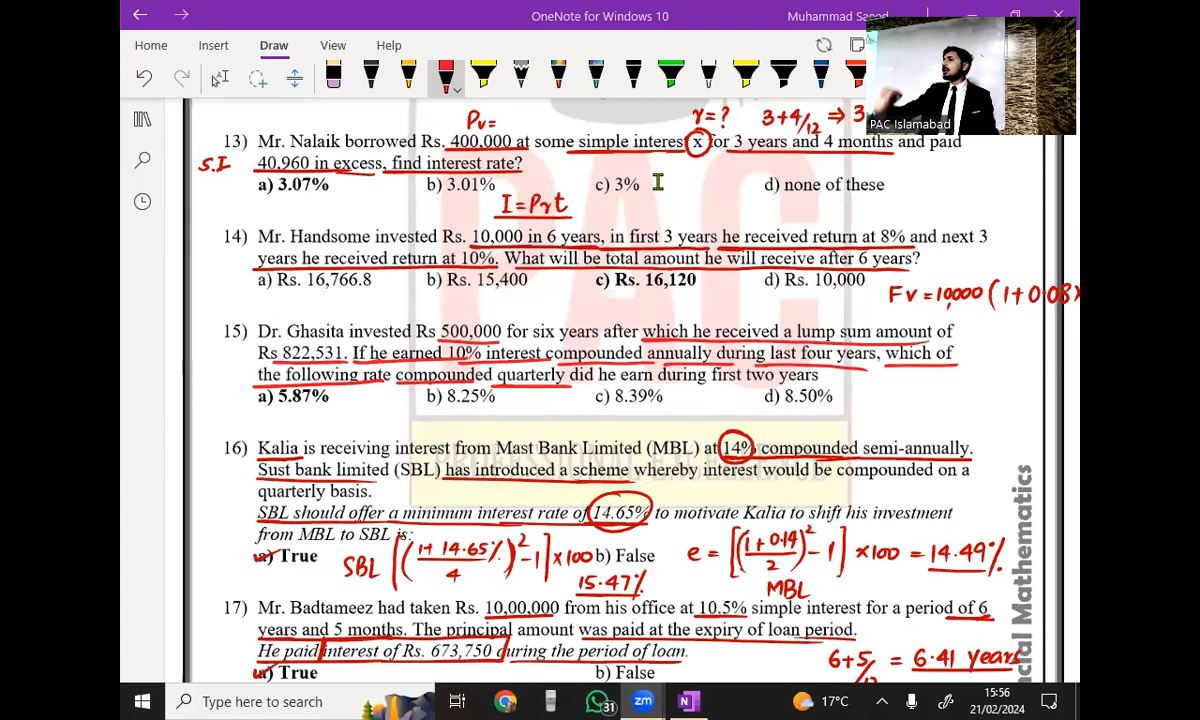 OneNote for Windows 10
Muhammad Saeed
Home Insert Draw View Help
PAC Islamabad
Pv=
r=?
3+4/12 ⇒ 3
13) Mr. Nalaik borrowed Rs. 400,000 at some simple interest x for 3 years and 4 months and paid
S.I
40,960 in excess, find interest rate?
a) 3.07% b) 3.01% c) 3% d) none of these
I=Prt
14) Mr. Handsome invested Rs. 10,000 in 6 years, in first 3 years he received return at 8% and next 3
years he received return at 10%. What will be total amount he will receive after 6 years?
a) Rs. 16,766.8 b) Rs. 15,400 c) Rs. 16,120 d) Rs. 10,000
Fv=10,000(1+0.08x
15) Dr. Ghasita invested Rs 500,000 for six years after which he received a lump sum amount of
Rs 822,531. If he earned 10% interest compounded annually during last four years, which of
the following rate compounded quarterly did he earn during first two years
a) 5.87% b) 8.25% c) 8.39% d) 8.50%
PROFESSIONAL EXCELLENCE
16) Kalia is receiving interest from Mast Bank Limited (MBL) at 14% compounded semi-annually.
Sust bank limited (SBL) has introduced a scheme whereby interest would be compounded on a
quarterly basis.
SBL should offer a minimum interest rate of 14.65% to motivate Kalia to shift his investment
from MBL to SBL is:
a) True b) False
SBL [(1+14.65%/4)²-1]×100
15.47%
e=[(1+0.14/2)²-1]×100=14.49%
MBL
17) Mr. Badtameez had taken Rs. 10,00,000 from his office at 10.5% simple interest for a period of 6
years and 5 months. The principal amount was paid at the expiry of loan period.
He paid interest of Rs. 673,750 during the period of loan.
6+5/12 = 6.41 years
a) True b) False
ncial Mathematics
PAC
Type here to search
31
zm
N
17°C
15:56
21/02/2024